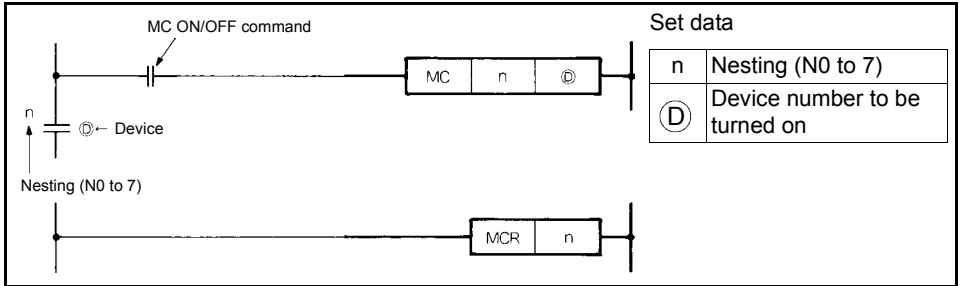 MC ON/OFF command
MC n Ⓓ
n
Ⓓ← Device
Nesting (N0 to 7)
MCR n
Set data
n Nesting (N0 to 7)
Ⓓ Device number to be
turned on